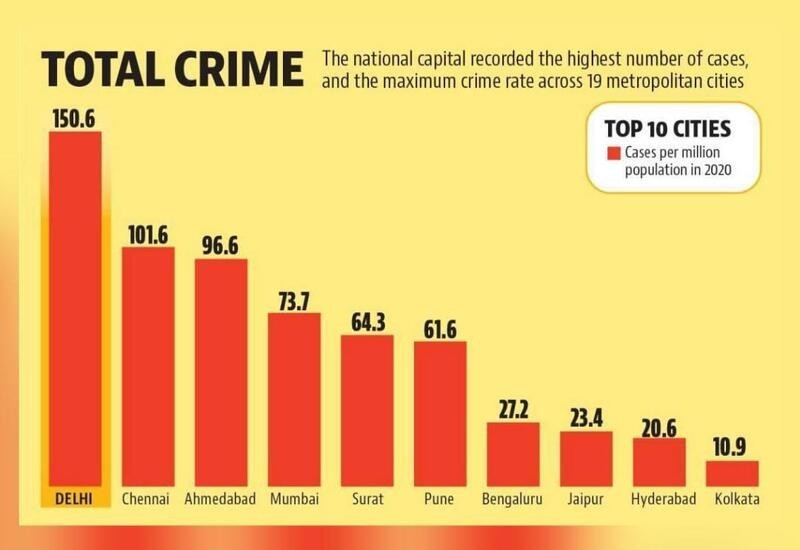 TOTAL CRIME
The national capital recorded the highest number of cases,
and the maximum crime rate across 19 metropolitan cities
TOP 10 CITIES
Cases per million
population in 2020
150.6
101.6
96.6
73.7
64.3
61.6
27.2
23.4
20.6
10.9
DELHI Chennai Ahmedabad Mumbai Surat Pune Bengaluru Jaipur Hyderabad Kolkata